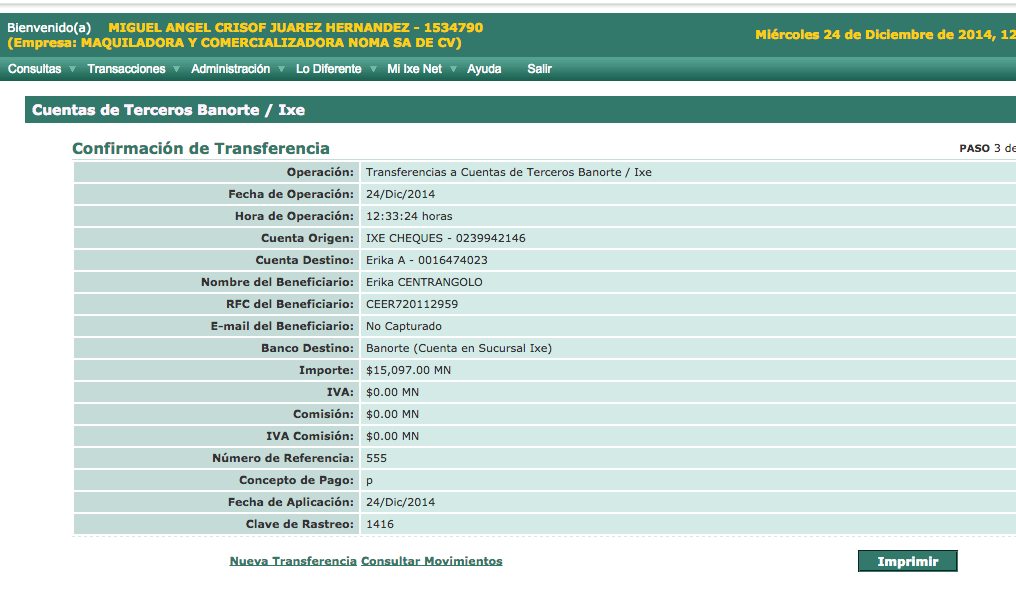 Bienvenido(a) MIGUEL ANGEL CRISOF JUAREZ HERNANDEZ - 1534790
(Empresa: MAQUILADORA Y COMERCIALIZADORA NOMA SA DE CV)
Miércoles 24 de Diciembre de 2014, 12
Consultas Transacciones Administración Lo Diferente Mi Ixe Net Ayuda Salir
Cuentas de Terceros Banorte / Ixe
Confirmación de Transferencia PASO 3 de
Operación: Transferencias a Cuentas de Terceros Banorte / Ixe
Fecha de Operación: 24/Dic/2014
Hora de Operación: 12:33:24 horas
Cuenta Origen: IXE CHEQUES - 0239942146
Cuenta Destino: Erika A - 0016474023
Nombre del Beneficiario: Erika CENTRANGOLO
RFC del Beneficiario: CEER720112959
E-mail del Beneficiario: No Capturado
Banco Destino: Banorte (Cuenta en Sucursal Ixe)
Importe: $15,097.00 MN
IVA: $0.00 MN
Comisión: $0.00 MN
IVA Comisión: $0.00 MN
Número de Referencia: 555
Concepto de Pago: p
Fecha de Aplicación: 24/Dic/2014
Clave de Rastreo: 1416
Nueva Transferencia Consultar Movimientos Imprimir